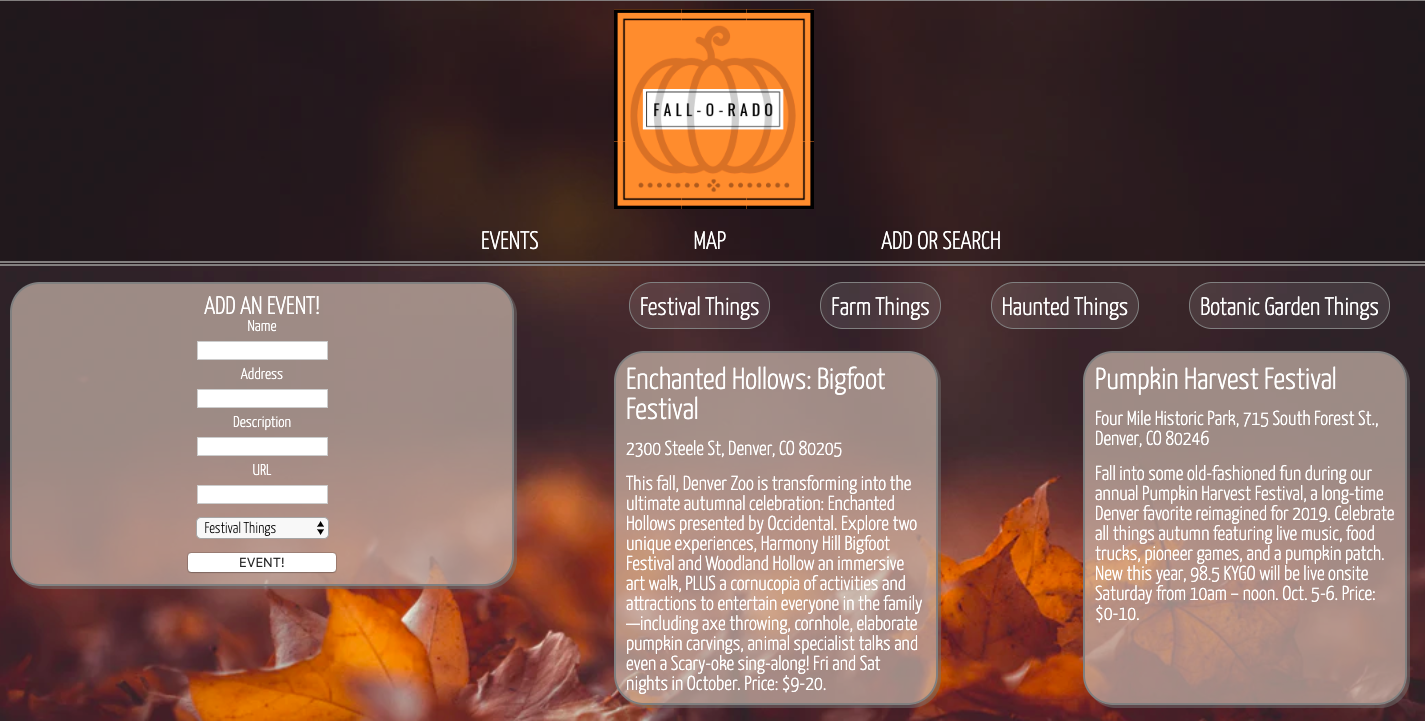 FALL-O-RADO
EVENTS
MAP
ADD OR SEARCH
ADD AN EVENT!
Name
Address
Description
URL
Festival Things
EVENT!
Festival Things
Farm Things
Haunted Things
Botanic Garden Things
Enchanted Hollows: Bigfoot
Festival
2300 Steele St, Denver, CO 80205
This fall, Denver Zoo is transforming into the
ultimate autumnal celebration: Enchanted
Hollows presented by Occidental. Explore two
unique experiences, Harmony Hill Bigfoot
Festival and Woodland Hollow an immersive
art walk, PLUS a cornucopia of activities and
attractions to entertain everyone in the family
—including axe throwing, cornhole, elaborate
pumpkin carvings, animal specialist talks and
even a Scary-oke sing-along! Fri and Sat
nights in October. Price: $9-20.
Pumpkin Harvest Festival
Four Mile Historic Park, 715 South Forest St.,
Denver, CO 80246
Fall into some old-fashioned fun during our
annual Pumpkin Harvest Festival, a long-time
Denver favorite reimagined for 2019. Celebrate
all things autumn featuring live music, food
trucks, pioneer games, and a pumpkin patch.
New this year, 98.5 KYGO will be live onsite
Saturday from 10am – noon. Oct. 5-6. Price:
$0-10.